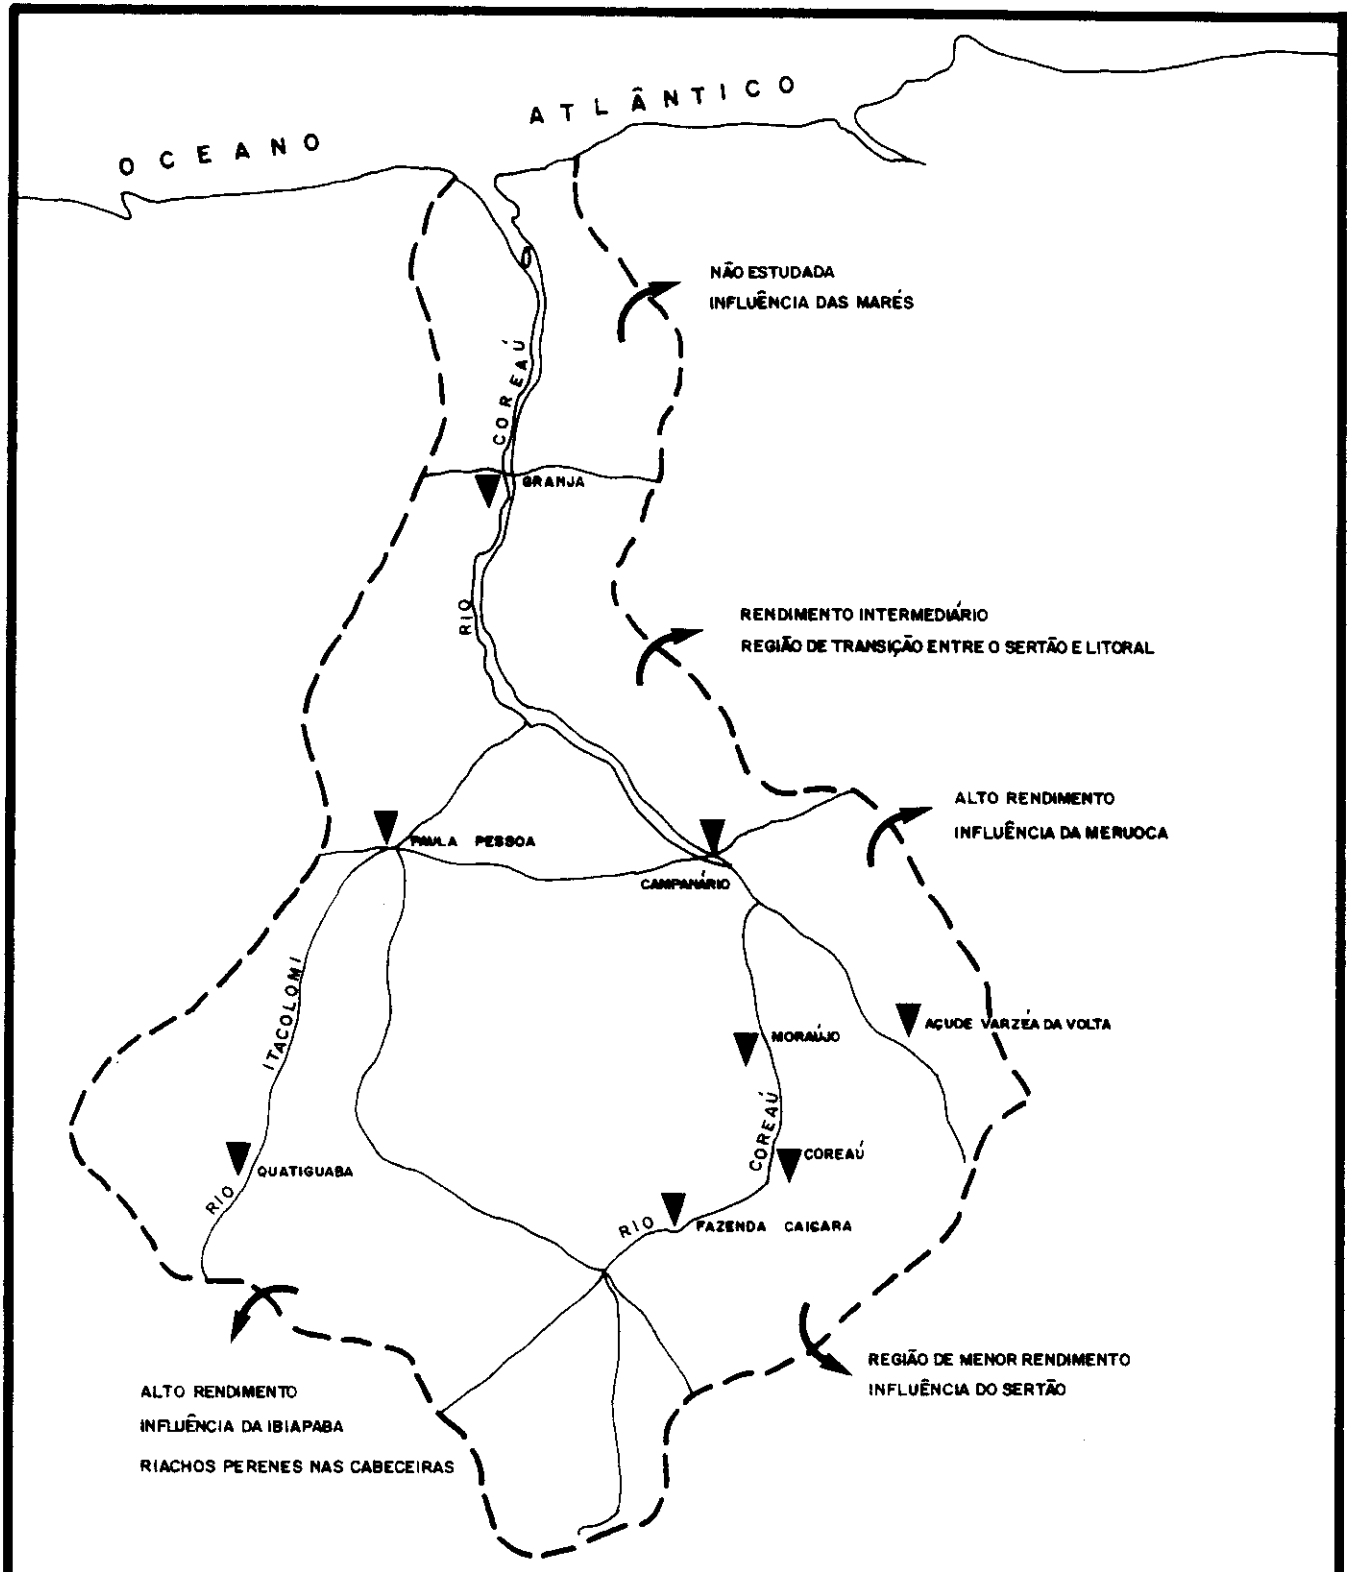 OCEANO ATLÂNTICO
NÃO ESTUDADA
INFLUÊNCIA DAS MARÉS
RIO COREAÚ
GRANJA
RENDIMENTO INTERMEDIÁRIO
REGIÃO DE TRANSIÇÃO ENTRE O SERTÃO E LITORAL
ALTO RENDIMENTO
INFLUÊNCIA DA MERUOCA
PAULA PESSOA
CAMPANÁRIO
RIO ITACOLOMI
AÇUDE VARZÉA DA VOLTA
MORAÚJO
RIO COREAÚ
COREAÚ
QUATIGUABA
FAZENDA CAIÇARA
REGIÃO DE MENOR RENDIMENTO
INFLUÊNCIA DO SERTÃO
ALTO RENDIMENTO
INFLUÊNCIA DA IBIAPABA
RIACHOS PERENES NAS CABECEIRAS